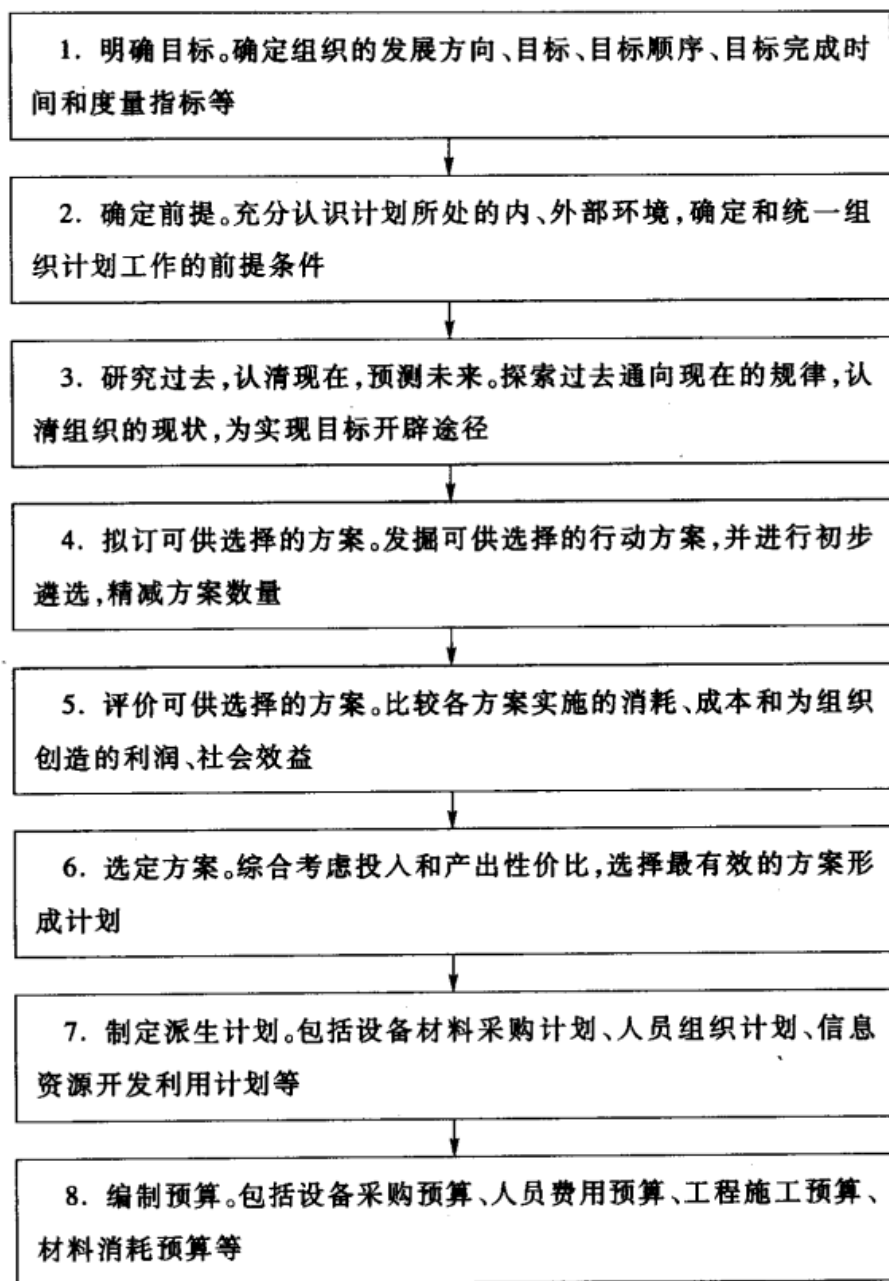 1. 明确目标。确定组织的发展方向、目标、目标顺序、目标完成时
间和度量指标等
2. 确定前提。充分认识计划所处的内、外部环境,确定和统一组
织计划工作的前提条件
3. 研究过去,认清现在,预测未来。探索过去通向现在的规律,认
清组织的现状,为实现目标开辟途径
4. 拟订可供选择的方案。发掘可供选择的行动方案,并进行初步
遴选,精减方案数量
5. 评价可供选择的方案。比较各方案实施的消耗、成本和为组织
创造的利润、社会效益
6. 选定方案。综合考虑投入和产出性价比,选择最有效的方案形
成计划
7. 制定派生计划。包括设备材料采购计划、人员组织计划、信息
资源开发利用计划等
8. 编制预算。包括设备采购预算、人员费用预算、工程施工预算、
材料消耗预算等